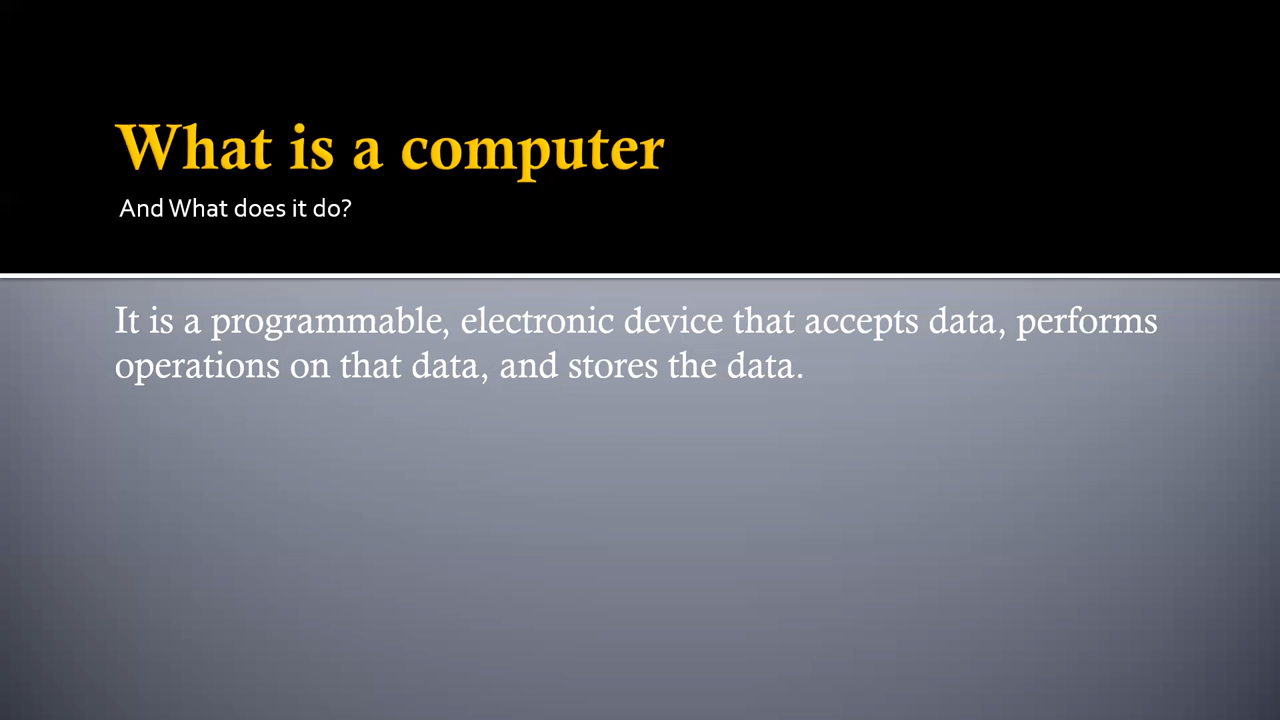 What is a computer
And What does it do?
It is a programmable, electronic device that accepts data, performs
operations on that data, and stores the data.